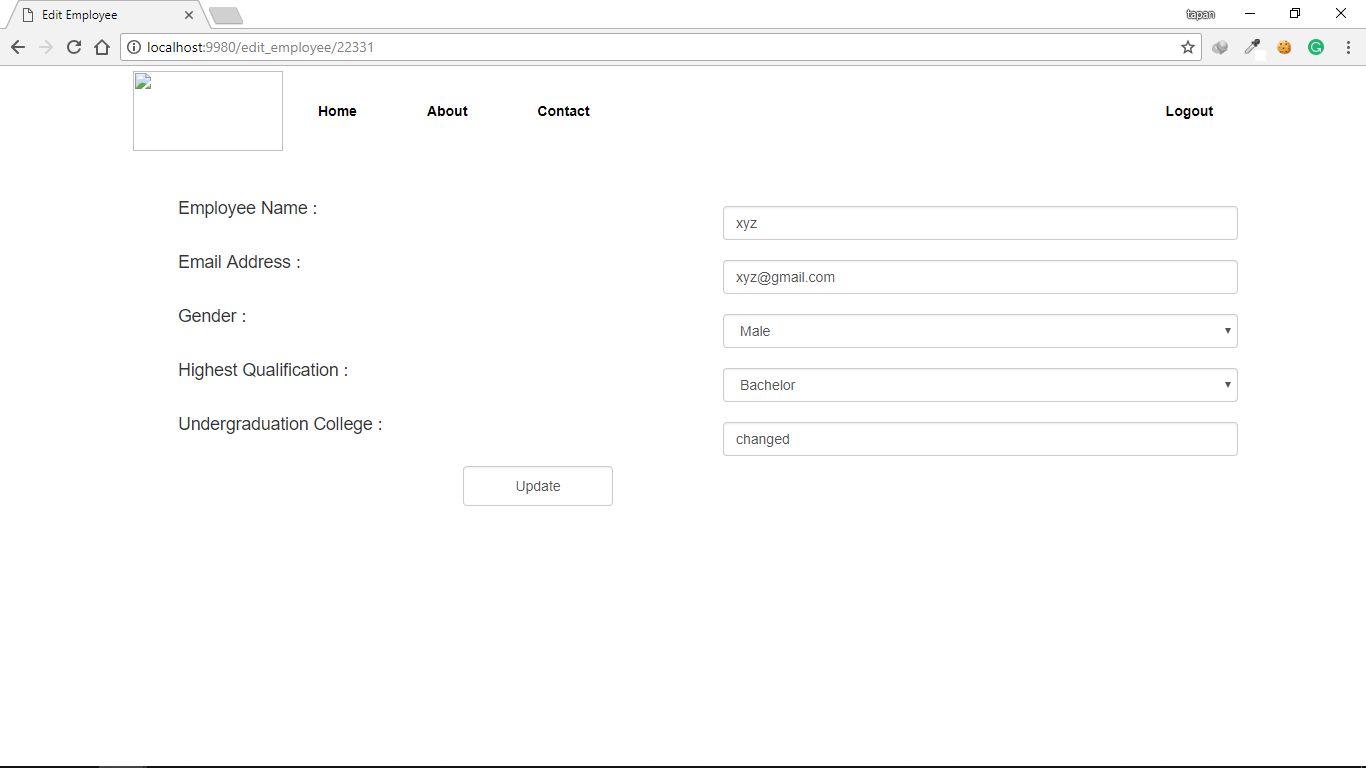 Edit Employee
tapan
localhost:9980/edit_employee/22331
Home About Contact Logout
Employee Name :
xyz
Email Address :
xyz@gmail.com
Gender :
Male
Highest Qualification :
Bachelor
Undergraduation College :
changed
Update